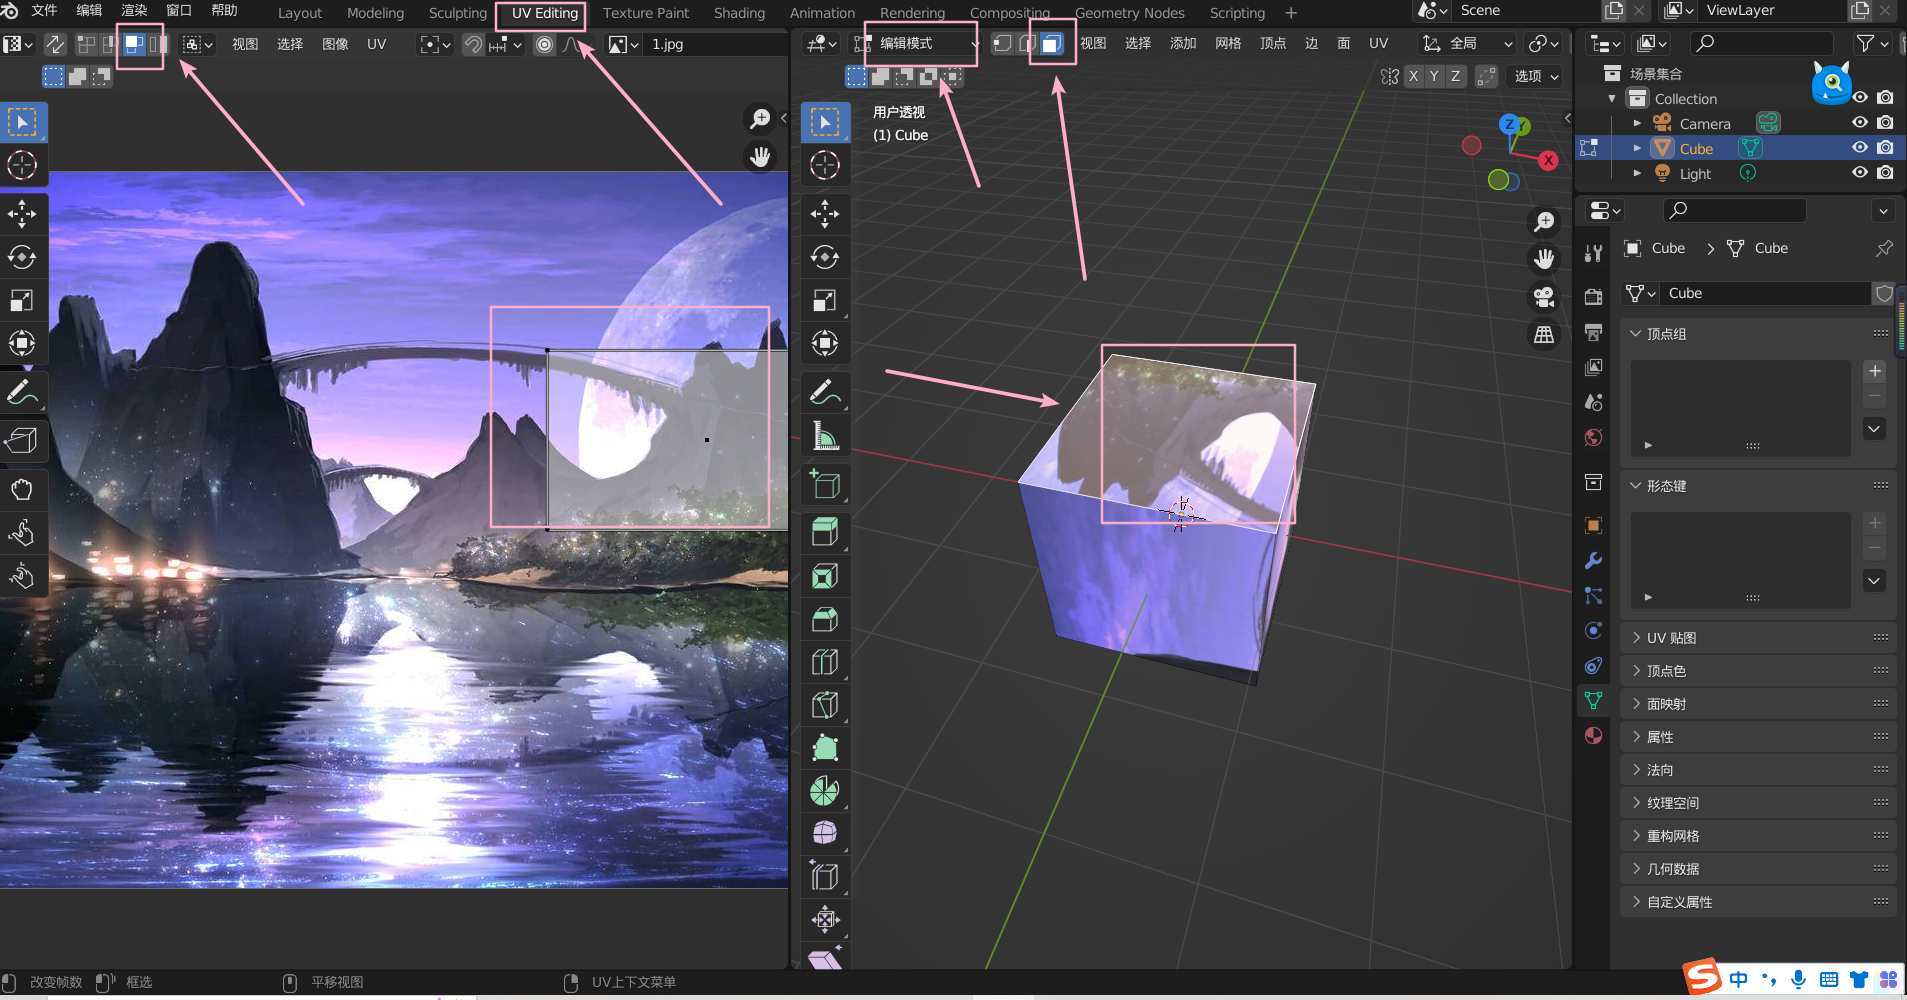 文件 编辑 渲染 窗口 帮助 Layout Modeling Sculpting UV Editing Texture Paint Shading Animation Rendering Compositing Geometry Nodes Scripting + Scene ViewLayer
视图 选择 图像 UV 1.jpg 编辑模式 视图 选择 添加 网格 顶点 边 面 UV 全局
X Y Z 选项
场景集合
Collection
Camera
Cube
Light
用户透视
(1) Cube
Z Y
X
Cube Cube
Cube
顶点组
形态键
UV 贴图
顶点色
面映射
属性
法向
纹理空间
重构网格
几何数据
自定义属性
改变帧数 框选 平移视图 UV上下文菜单
S 中